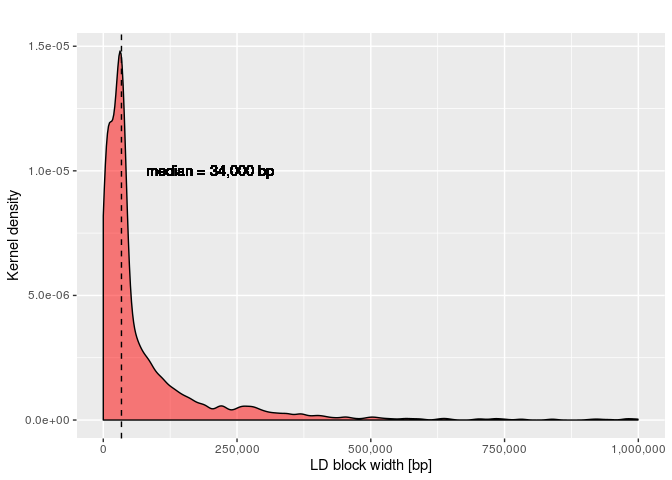 1.5e-05
1.0e-05
5.0e-06
0.0e+00
Kernel density
median = 34,000 bp
0
250,000
500,000
750,000
1,000,000
LD block width [bp]